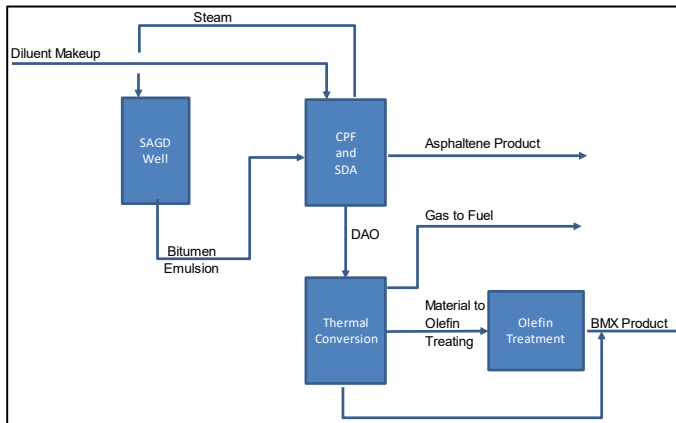 Steam
Diluent Makeup
SAGD
Well
CPF
and
SDA
Asphaltene Product
Bitumen
Emulsion
DAO
Gas to Fuel
Thermal
Conversion
Material to
Olefin
Treating
Olefin
Treatment
BMX Product